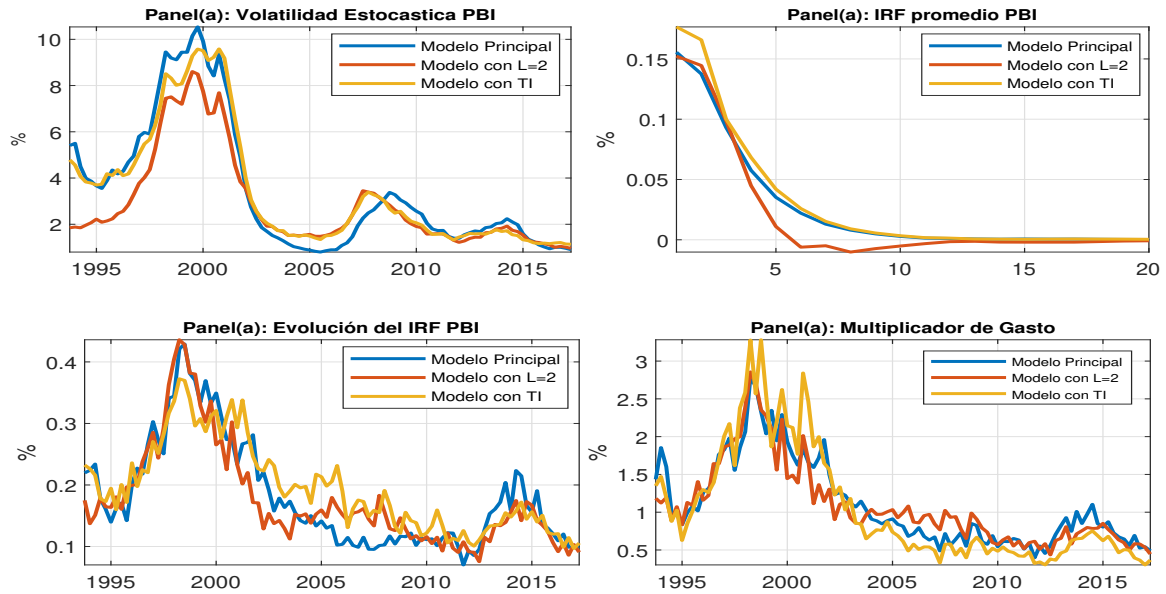 Panel(a): Volatilidad Estocastica PBI
10
8
6
4
2
%
1995 2000 2005 2010 2015
Modelo Principal
Modelo con L=2
Modelo con TI
Panel(a): IRF promedio PBI
0.15
0.1
0.05
0
%
5 10 15 20
Modelo Principal
Modelo con L=2
Modelo con TI
Panel(a): Evolución del IRF PBI
0.4
0.3
0.2
0.1
%
1995 2000 2005 2010 2015
Modelo Principal
Modelo con L=2
Modelo con TI
Panel(a): Multiplicador de Gasto
3
2.5
2
1.5
1
0.5
%
1995 2000 2005 2010 2015
Modelo Principal
Modelo con L=2
Modelo con TI